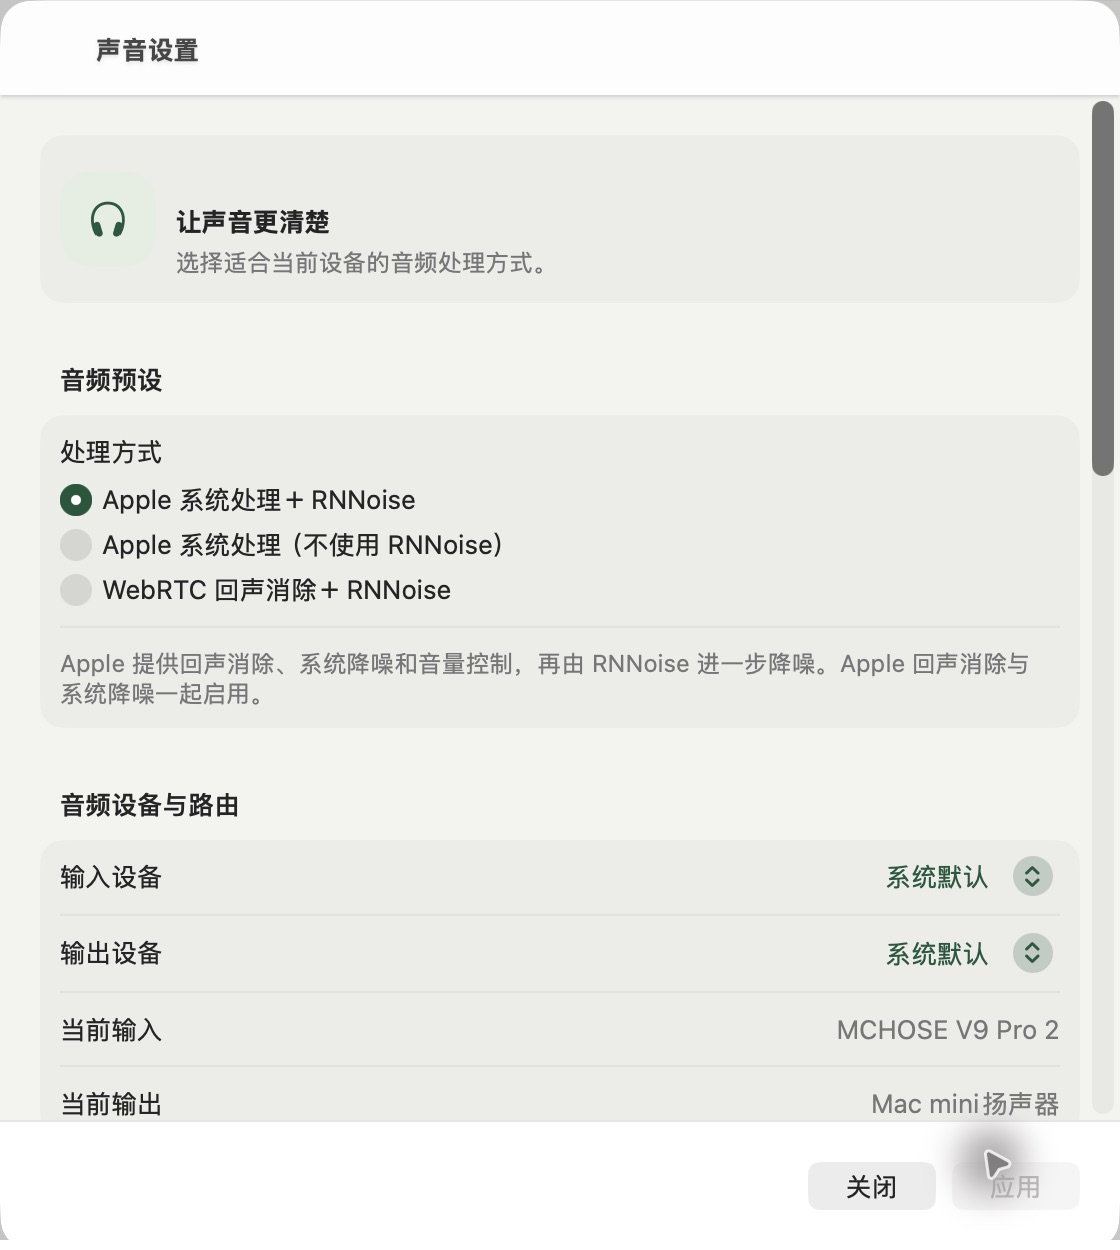 声音设置
让声音更清楚
选择适合当前设备的音频处理方式。
音频预设
处理方式
Apple 系统处理＋ RNNoise
Apple 系统处理（不使用 RNNoise）
WebRTC 回声消除＋ RNNoise
Apple 提供回声消除、系统降噪和音量控制，再由 RNNoise 进一步降噪。Apple 回声消除与
系统降噪一起启用。
音频设备与路由
输入设备 系统默认
输出设备 系统默认
当前输入 MCHOSE V9 Pro 2
当前输出 Mac mini扬声器
关闭 应用